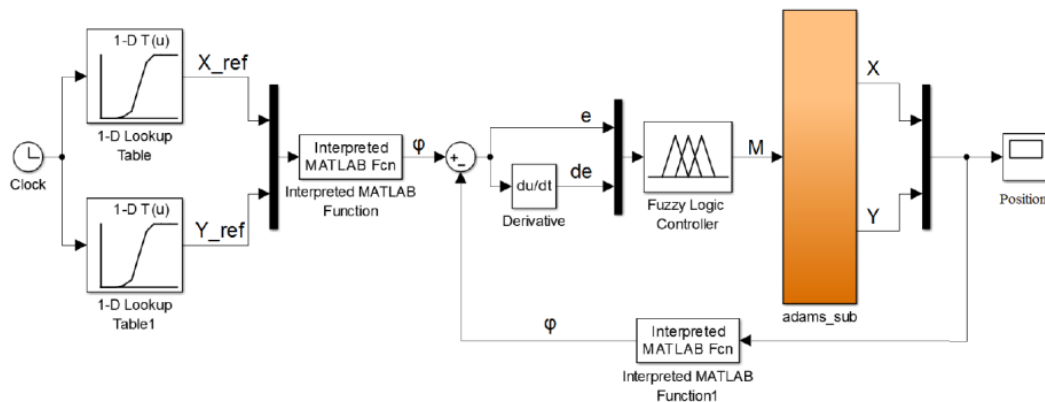 1-D T(u)
X_ref
1-D Lookup
Table
Clock
1-D T(u)
Y_ref
1-D Lookup
Table1
Interpreted
MATLAB Fcn
Interpreted MATLAB
Function
φ
+
−
e
du/dt
de
Derivative
Fuzzy Logic
Controller
M
X
Y
adams_sub
Position
φ
Interpreted
MATLAB Fcn
Interpreted MATLAB
Function1